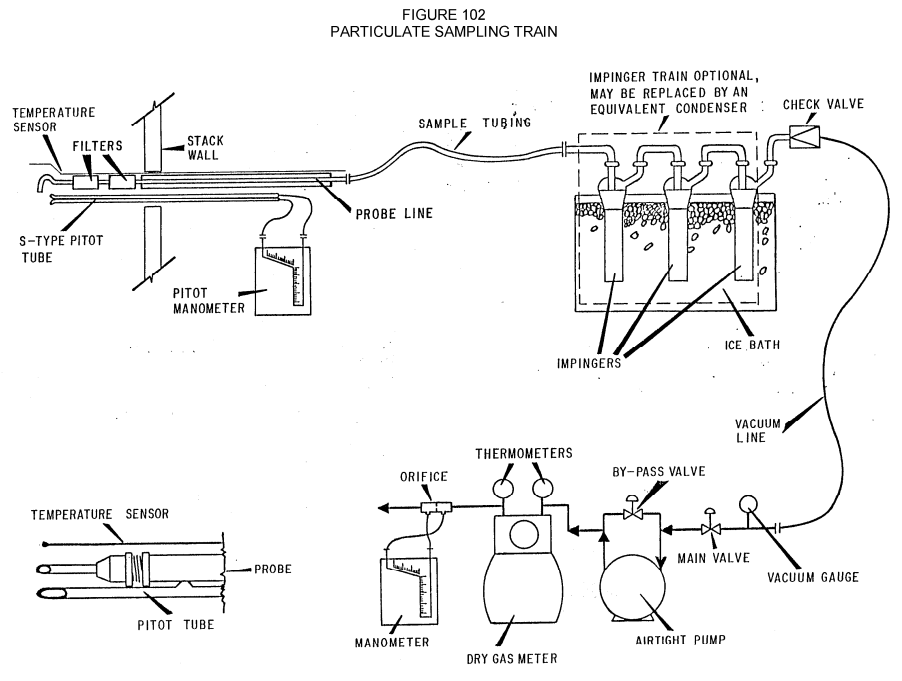 FIGURE 102
PARTICULATE SAMPLING TRAIN
IMPINGER TRAIN OPTIONAL,
MAY BE REPLACED BY AN
EQUIVALENT CONDENSER
CHECK VALVE
TEMPERATURE
SENSOR
FILTERS
STACK
WALL
SAMPLE TUBING
PROBE LINE
S-TYPE PITOT
TUBE
PITOT
MANOMETER
IMPINGERS
ICE BATH
VACUUM
LINE
THERMOMETERS
ORIFICE
BY-PASS VALVE
MAIN VALVE
VACUUM GAUGE
TEMPERATURE SENSOR
PROBE
PITOT TUBE
MANOMETER
DRY GAS METER
AIRTIGHT PUMP